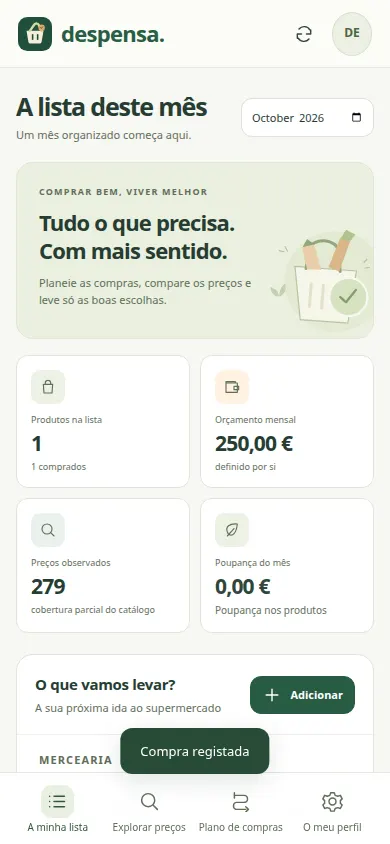 despensa.
DE
A lista deste mês
Um mês organizado começa aqui.
October 2026
COMPRAR BEM, VIVER MELHOR
Tudo o que precisa.
Com mais sentido.
Planeie as compras, compare os preços e
leve só as boas escolhas.
Produtos na lista
1
1 comprados
Orçamento mensal
250,00 €
definido por si
Preços observados
279
cobertura parcial do catálogo
Poupança do mês
0,00 €
Poupança nos produtos
O que vamos levar?
A sua próxima ida ao supermercado
Adicionar
MERCEARIA
Compra registada
A minha lista
Explorar preços
Plano de compras
O meu perfil